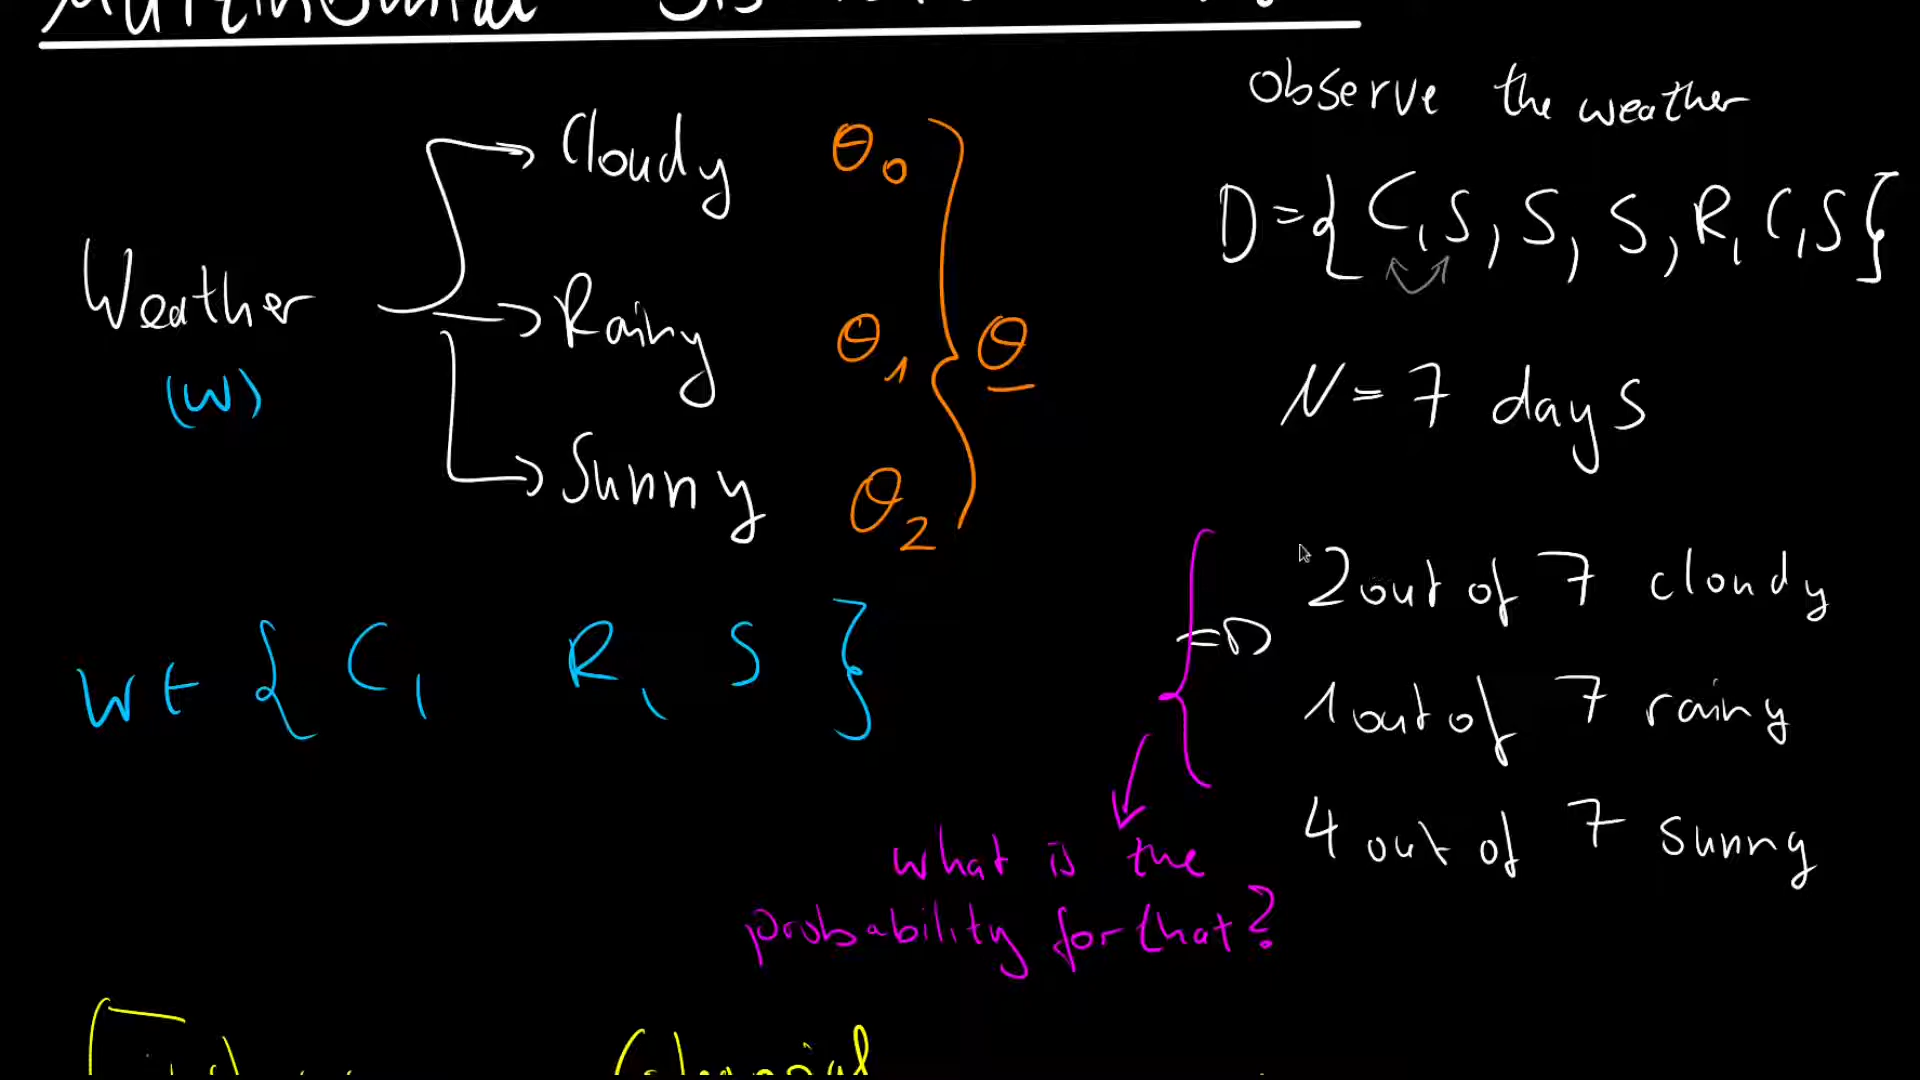 Multinomial
Weather
(W)
Cloudy θ0
Rainy θ1
Sunny θ2
θ
W ∈ { C, R, S }
observe the weather
D = { C, S, S, S, R, C, S }
N = 7 days
=D
2 out of 7 cloudy
1 out of 7 rainy
4 out of 7 sunny
what is the
probability for that?